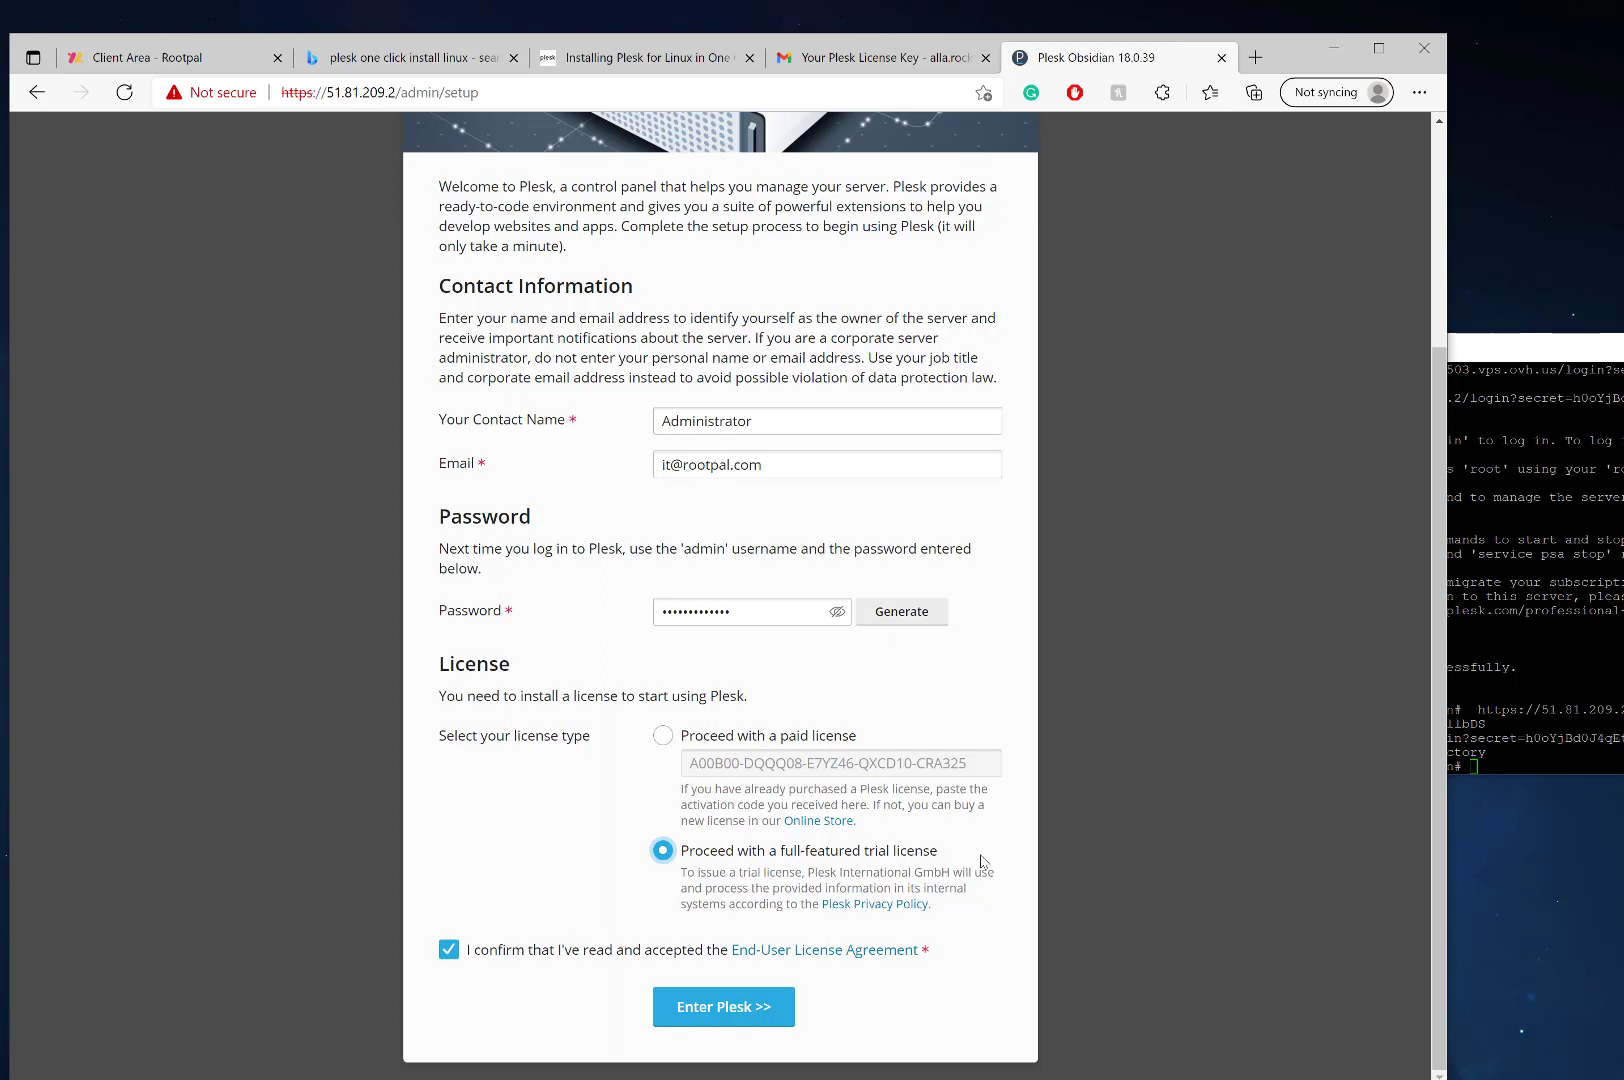 Client Area - Rootpal
plesk one click install linux - sear
Installing Plesk for Linux in One
Your Plesk License Key - alla.rock
Plesk Obsidian 18.0.39
Not secure
https://51.81.209.2/admin/setup
Not syncing
Welcome to Plesk, a control panel that helps you manage your server. Plesk provides a
ready-to-code environment and gives you a suite of powerful extensions to help you
develop websites and apps. Complete the setup process to begin using Plesk (it will
only take a minute).
Contact Information
Enter your name and email address to identify yourself as the owner of the server and
receive important notifications about the server. If you are a corporate server
administrator, do not enter your personal name or email address. Use your job title
and corporate email address instead to avoid possible violation of data protection law.
Your Contact Name *
Administrator
Email *
it@rootpal.com
Password
Next time you log in to Plesk, use the 'admin' username and the password entered
below.
Password *
•••••••••••••
Generate
License
You need to install a license to start using Plesk.
Select your license type
Proceed with a paid license
A00B00-DQQQ08-E7YZ46-QXCD10-CRA325
If you have already purchased a Plesk license, paste the
activation code you received here. If not, you can buy a
new license in our Online Store.
Proceed with a full-featured trial license
To issue a trial license, Plesk International GmbH will use
and process the provided information in its internal
systems according to the Plesk Privacy Policy.
I confirm that I've read and accepted the End-User License Agreement *
Enter Plesk >>
503.vps.ovh.us/login?se
.2/login?secret=h0oYjBd
in' to log in. To log
s 'root' using your 'ro
nd to manage the server
mands to start and stop
nd 'service psa stop'
migrate your subscripti
n to this server, pleas
plesk.com/professional-
essfully.
n# https://51.81.209.2
llbDS
in?secret=h0oYjBd0J4qEt
ctory
n#